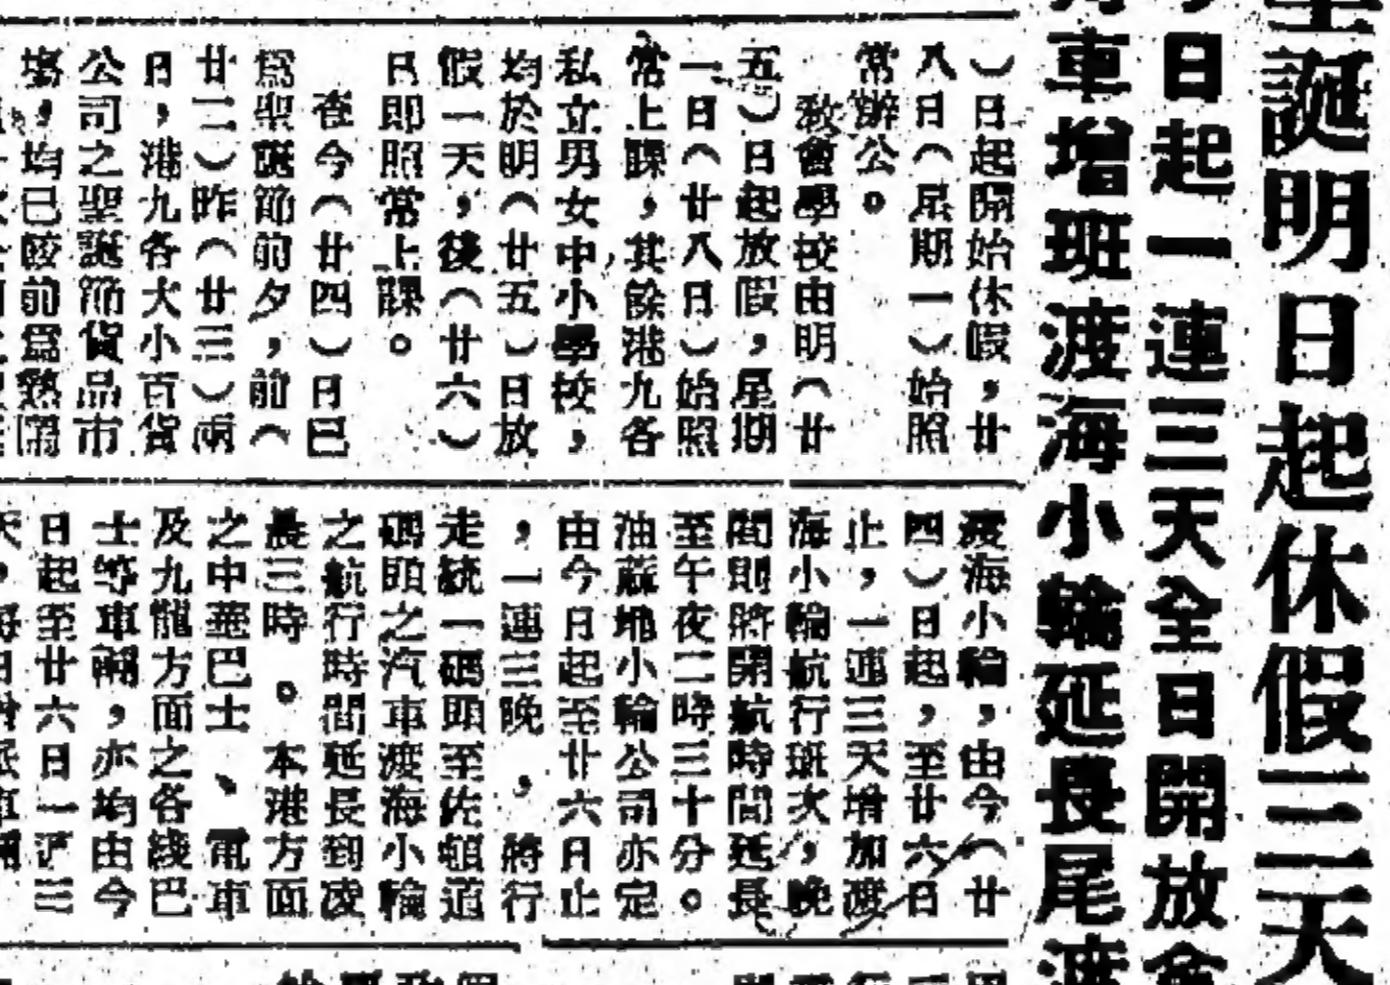 聖誕明日起休假三天
今日起一連三天全日開放
車增班渡海小輪延長尾渡
）日起開始休假，廿
八日（星期一）始照
常辦公。
敎會學校由明（廿
五）日起放假，星期
一日（廿八日）始照
常上課，其餘港九各
私立男女中小學校，
均於明（廿五）日放
假一天，後（廿六）
日即照常上課。
查今（廿四）日已
爲聖誕節前夕，前（
廿二）昨（廿三）兩
日，港九各大小百貨
公司之聖誕節貨品市
塲，均已較前爲熱鬧
渡海小輪，由今（廿
四）日起，至廿六日
止，一連三天增加渡
海小輪航行班次，晚
間則將開航時間延長
至午夜二時三十分。
油蔴地小輪公司亦定
由今日起至廿六日止
，一連三晚，將行
走統一碼頭至佐頓道
碼頭之汽車渡海小輪
之航行時間延長到凌
晨三時。本港方面
之中華巴士、電車
及九龍方面之各綫巴
士等車輛，亦均由今
日起至廿六日一連三